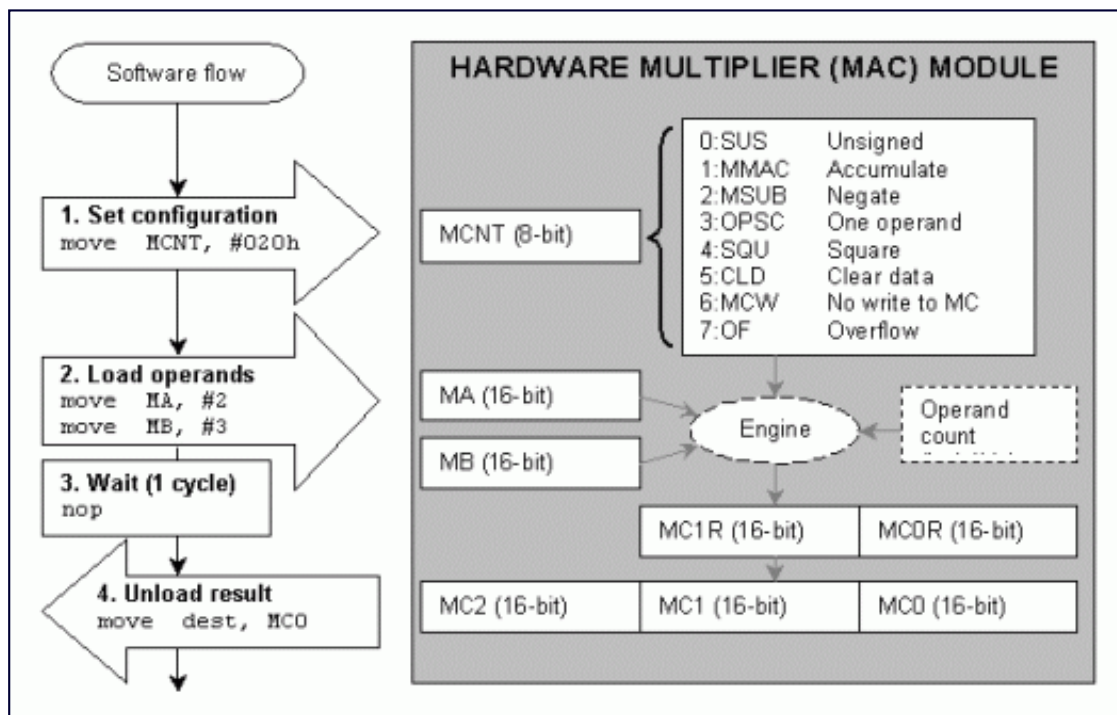 Software flow
1. Set configuration
move MCNT, #020h
2. Load operands
move MA, #2
move MB, #3
3. Wait (1 cycle)
nop
4. Unload result
move dest, MC0
HARDWARE MULTIPLIER (MAC) MODULE
MCNT (8-bit)
0:SUS Unsigned
1:MMAC Accumulate
2:MSUB Negate
3:OPSC One operand
4:SQU Square
5:CLD Clear data
6:MCW No write to MC
7:OF Overflow
MA (16-bit)
MB (16-bit)
Engine
Operand
count
MC1R (16-bit) MC0R (16-bit)
MC2 (16-bit) MC1 (16-bit) MC0 (16-bit)